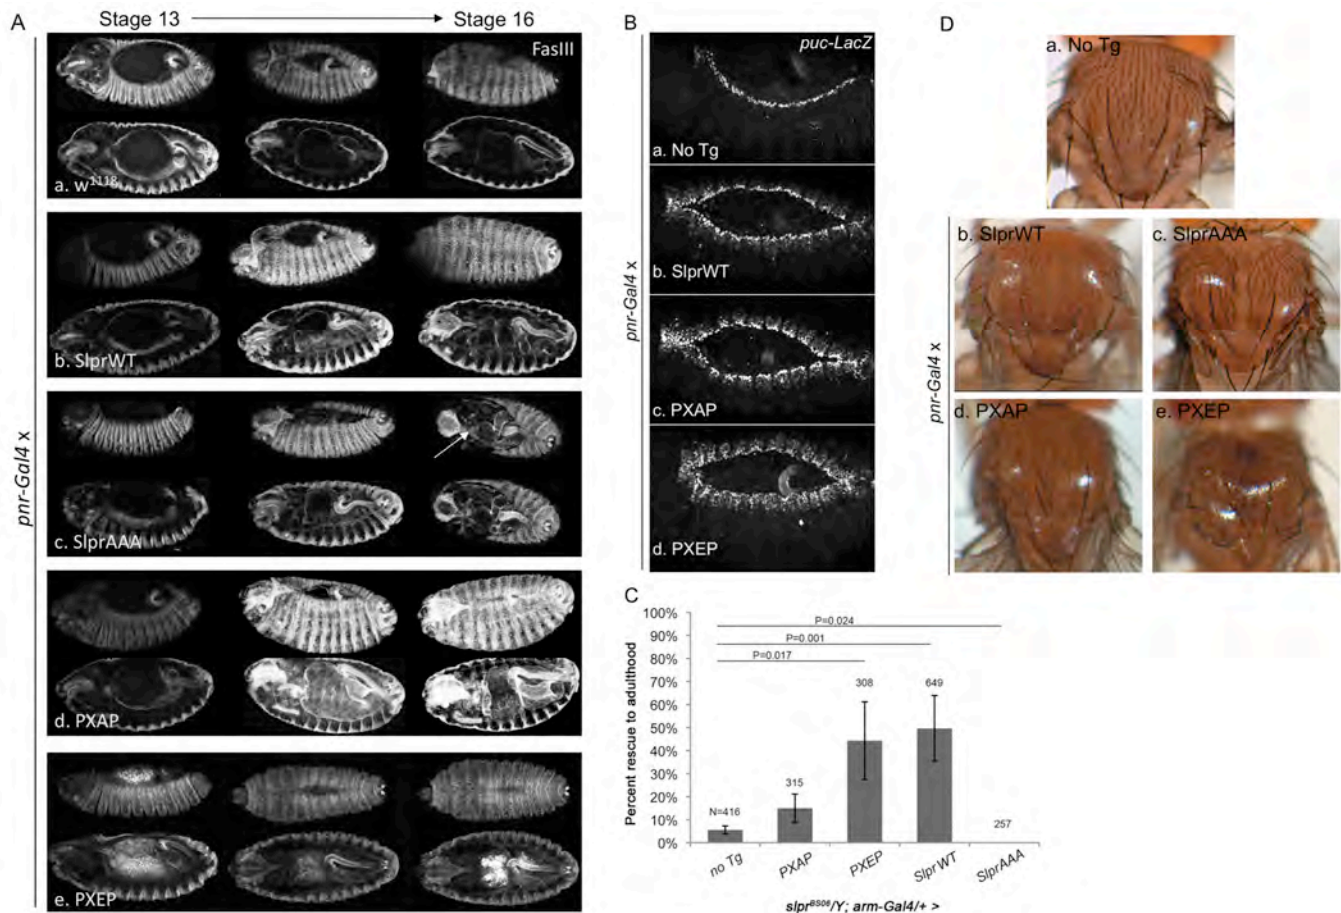 A
Stage 13
Stage 16
FasIII
pnr-Gal4 x
a. w1118
b. SlprWT
c. SlprAAA
d. PXAP
e. PXEP
B
puc-LacZ
pnr-Gal4 x
a. No Tg
b. SlprWT
c. PXAP
d. PXEP
C
Percent rescue to adulthood
100%
90%
80%
70%
60%
50%
40%
30%
20%
10%
0%
P=0.024
P=0.001
P=0.017
N=416
315
308
649
257
no Tg
PXAP
PXEP
SlprWT
SlprAAA
slprBS06/Y; arm-Gal4/+ >
D
a. No Tg
pnr-Gal4 x
b. SlprWT
c. SlprAAA
d. PXAP
e. PXEP